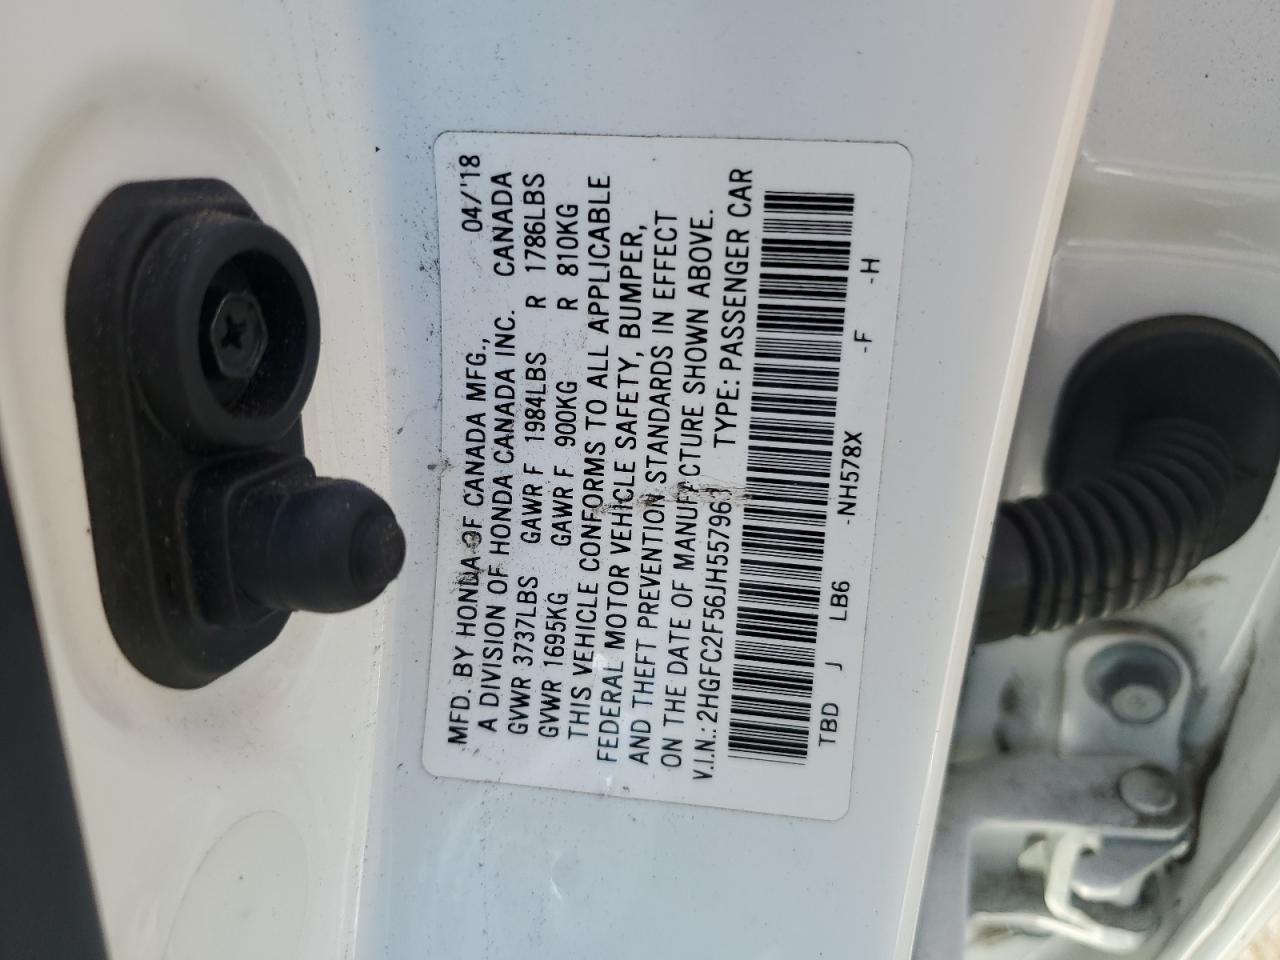 MFD. BY HONDA OF CANADA MFG., 04/'18
A DIVISION OF HONDA CANADA INC. CANADA
GVWR 3737LBS GAWR F 1984LBS R 1786LBS
GVWR 1695KG GAWR F 900KG R 810KG
THIS VEHICLE CONFORMS TO ALL APPLICABLE
FEDERAL MOTOR VEHICLE SAFETY, BUMPER,
AND THEFT PREVENTION STANDARDS IN EFFECT
ON THE DATE OF MANUFACTURE SHOWN ABOVE.
V.I.N.: 2HGFC2F56JH557963 TYPE: PASSENGER CAR
TBD J LB6 -NH578X -F -H